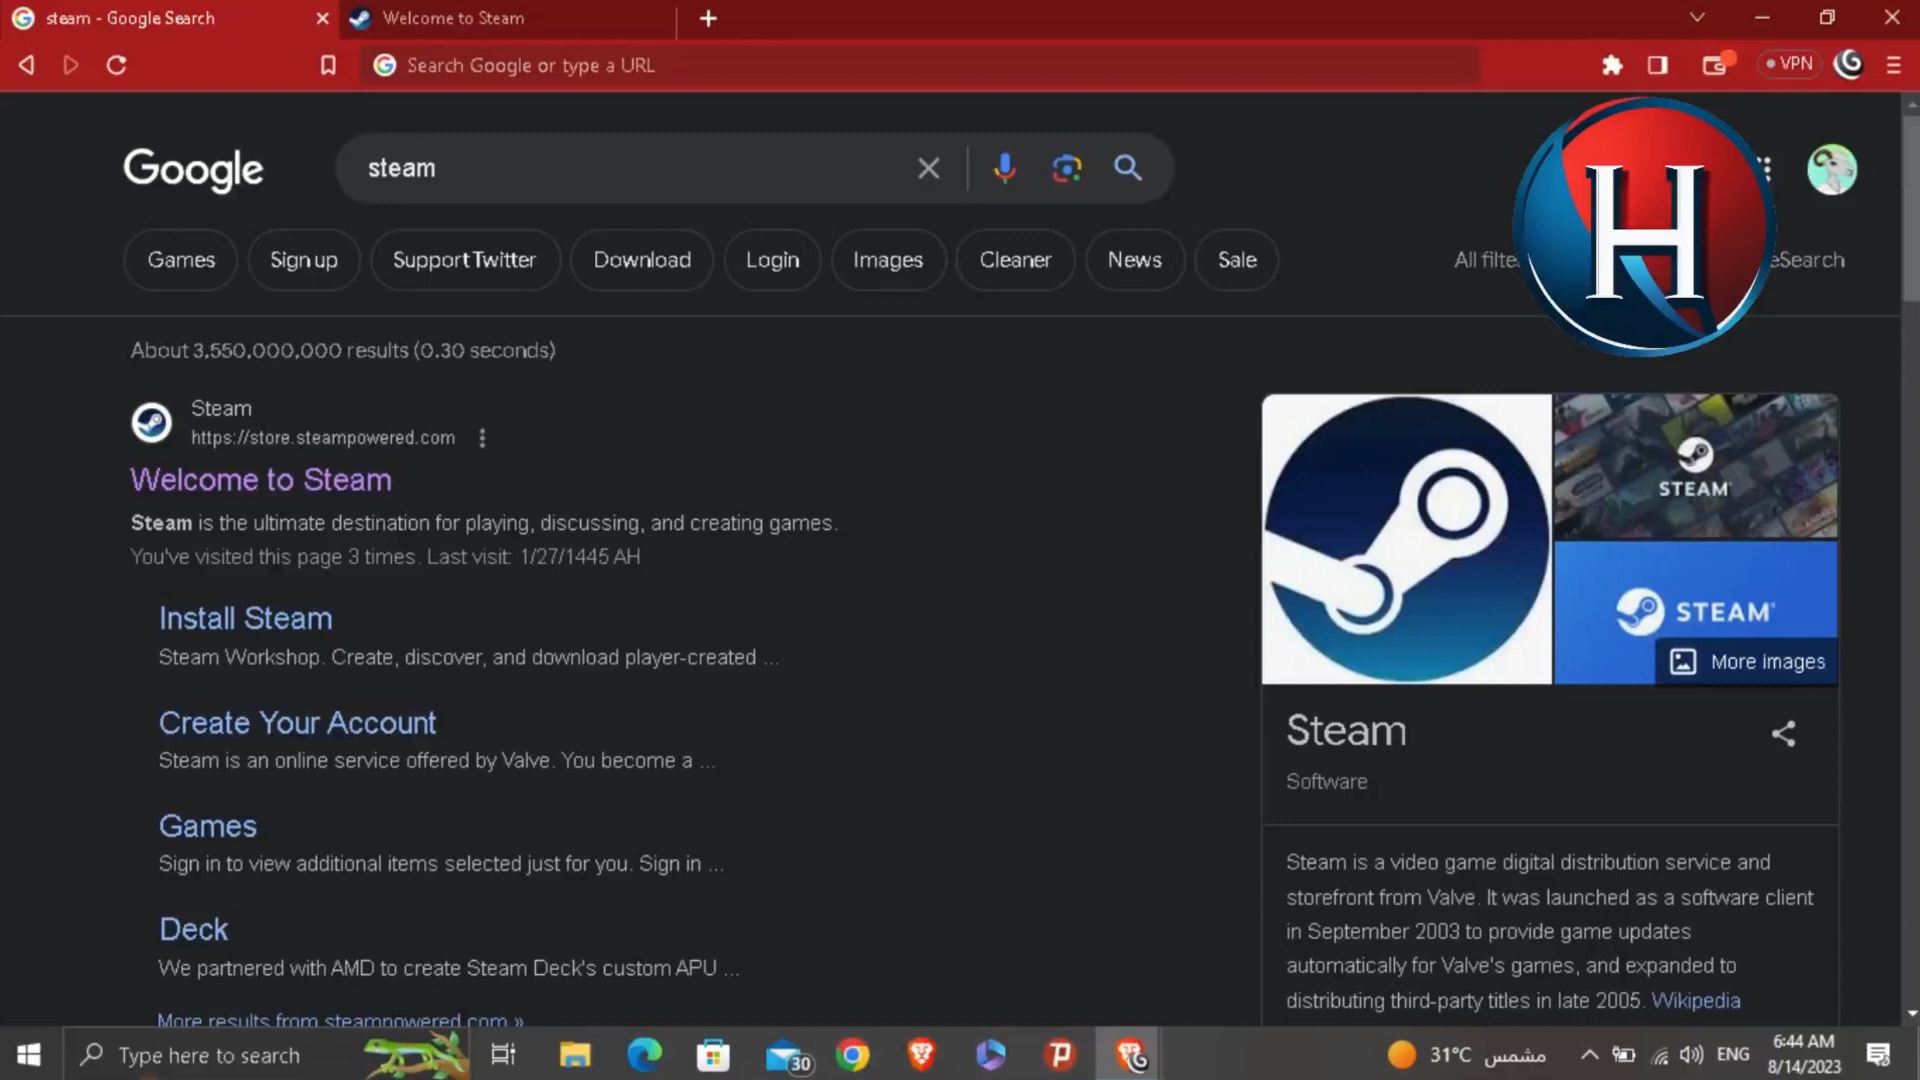 steam - Google Search
Welcome to Steam
Search Google or type a URL
VPN
Google
steam
Games
Sign up
Support Twitter
Download
Login
Images
Cleaner
News
Sale
All filte
eSearch
H
About 3,550,000,000 results (0.30 seconds)
Steam
https://store.steampowered.com
Welcome to Steam
Steam is the ultimate destination for playing, discussing, and creating games.
You've visited this page 3 times. Last visit: 1/27/1445 AH
Install Steam
Steam Workshop. Create, discover, and download player-created ...
Create Your Account
Steam is an online service offered by Valve. You become a ...
Games
Sign in to view additional items selected just for you. Sign in ...
Deck
We partnered with AMD to create Steam Deck's custom APU ...
More results from steampowered.com »
STEAM
STEAM
More images
Steam
Software
Steam is a video game digital distribution service and
storefront from Valve. It was launched as a software client
in September 2003 to provide game updates
automatically for Valve's games, and expanded to
distributing third-party titles in late 2005. Wikipedia
Type here to search
30
31°C مشمس
ENG
6:44 AM
8/14/2023